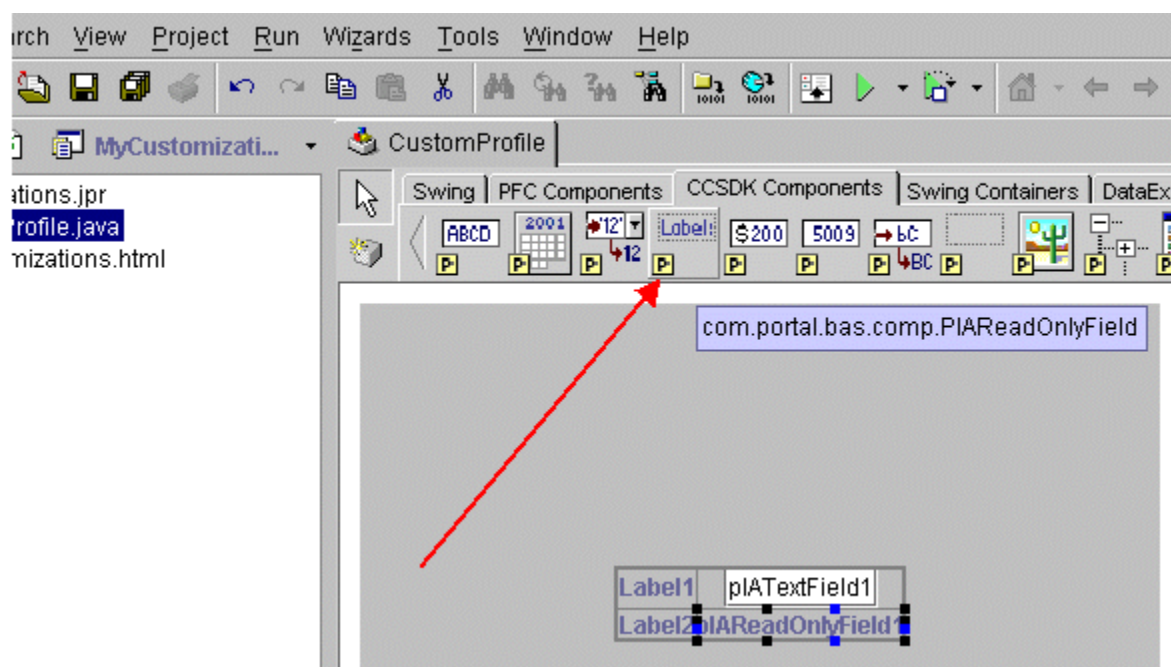 rch View Project Run Wizards Tools Window Help
MyCustomizati...
CustomProfile
ations.jpr
Profile.java
mizations.html
Swing PFC Components CCSDK Components Swing Containers DataEx
ABCD 2001 '12' 12 Label: $200 5009 bC BC
P P P P P P P P P P P
com.portal.bas.comp.PIAReadOnlyField
Label1 pIATextField1
Label2 pIAReadOnlyField1